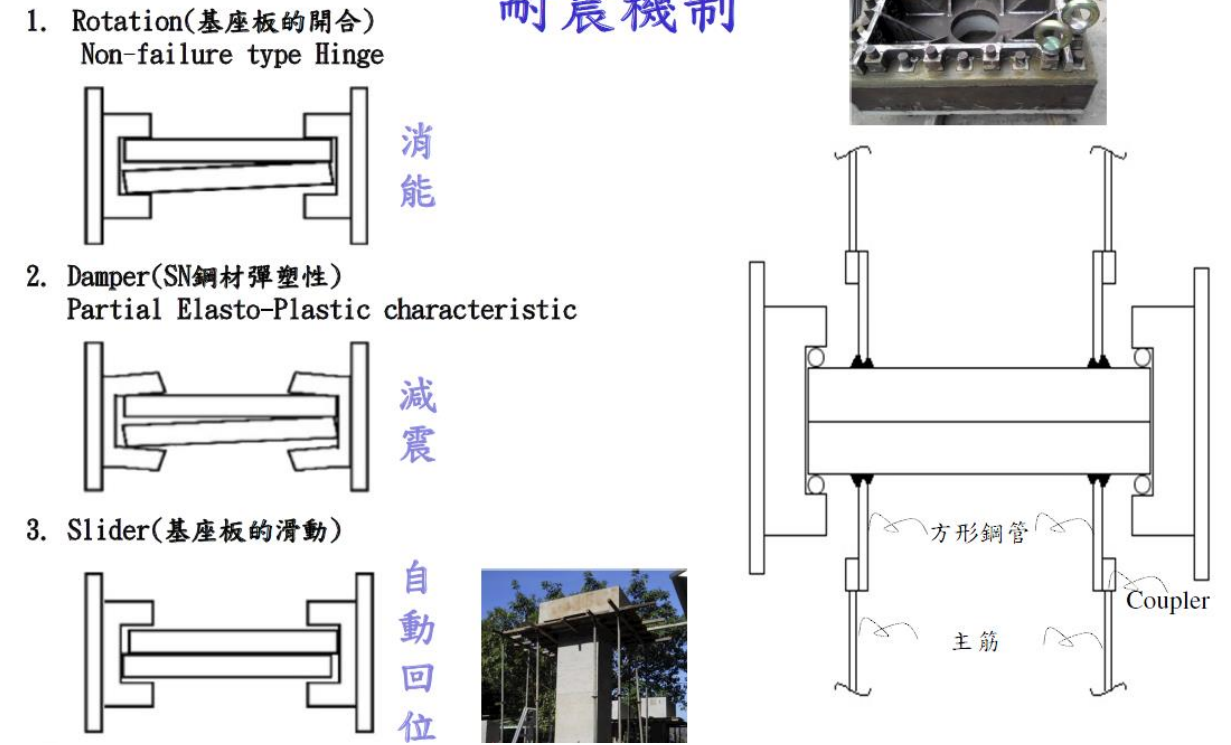 耐震機制
1. Rotation(基座板的開合)
Non-failure type Hinge
消能
2. Damper(SN鋼材彈塑性)
Partial Elasto-Plastic characteristic
減震
3. Slider(基座板的滑動)
自動回位
方形鋼管
Coupler
主筋